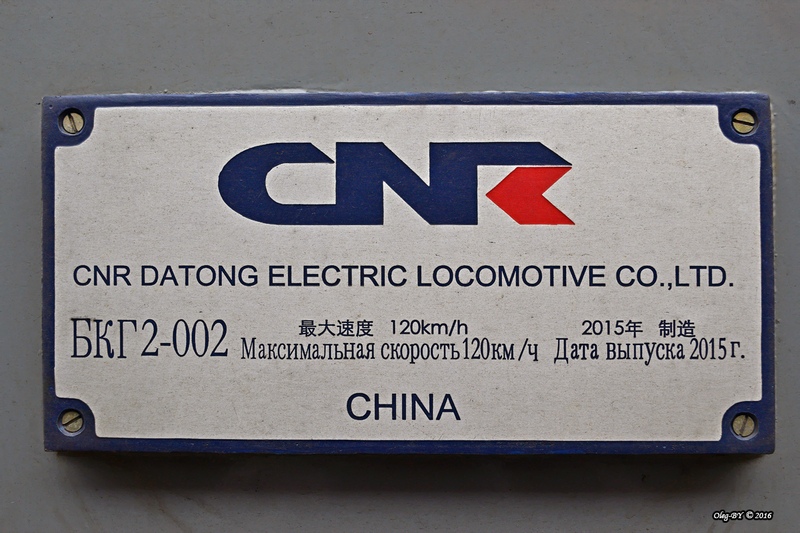 CNR
CNR DATONG ELECTRIC LOCOMOTIVE CO.,LTD.
БКГ2-002
最大速度 120km/h
Максимальная скорость 120км/ч
2015年 制造
Дата выпуска 2015г.
CHINA
Oleg-BY © 2016